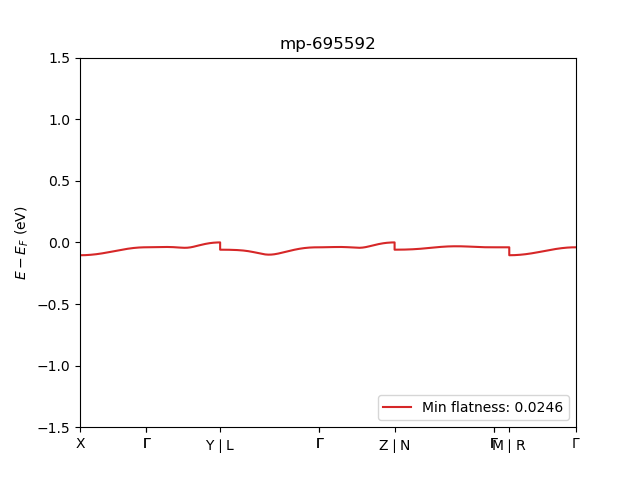 mp-695592
1.5
1.0
0.5
0.0
−0.5
−1.0
−1.5
E − E_F (eV)
Min flatness: 0.0246
X Γ Y | L Γ Z | N Γ M | R Γ